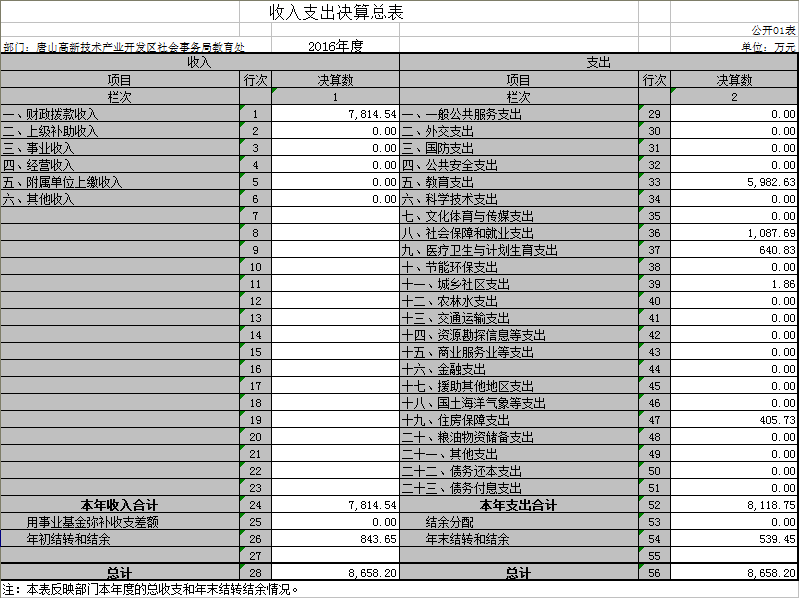 收入支出决算总表
公开01表
部门：唐山高新技术产业开发区社会事务局教育处 2016年度 单位：万元
收入 支出
项目 行次 决算数 项目 行次 决算数
栏次 1 栏次 2
一、财政拨款收入 1 7,814.54 一、一般公共服务支出 29 0.00
二、上级补助收入 2 0.00 二、外交支出 30 0.00
三、事业收入 3 0.00 三、国防支出 31 0.00
四、经营收入 4 0.00 四、公共安全支出 32 0.00
五、附属单位上缴收入 5 0.00 五、教育支出 33 5,982.63
六、其他收入 6 0.00 六、科学技术支出 34 0.00
7 七、文化体育与传媒支出 35 0.00
8 八、社会保障和就业支出 36 1,087.69
9 九、医疗卫生与计划生育支出 37 640.83
10 十、节能环保支出 38 0.00
11 十一、城乡社区支出 39 1.86
12 十二、农林水支出 40 0.00
13 十三、交通运输支出 41 0.00
14 十四、资源勘探信息等支出 42 0.00
15 十五、商业服务业等支出 43 0.00
16 十六、金融支出 44 0.00
17 十七、援助其他地区支出 45 0.00
18 十八、国土海洋气象等支出 46 0.00
19 十九、住房保障支出 47 405.73
20 二十、粮油物资储备支出 48 0.00
21 二十一、其他支出 49 0.00
22 二十二、债务还本支出 50 0.00
23 二十三、债务付息支出 51 0.00
本年收入合计 24 7,814.54 本年支出合计 52 8,118.75
用事业基金弥补收支差额 25 0.00 结余分配 53 0.00
年初结转和结余 26 843.65 年末结转和结余 54 539.45
27 55
总计 28 8,658.20 总计 56 8,658.20
注：本表反映部门本年度的总收支和年末结转结余情况。